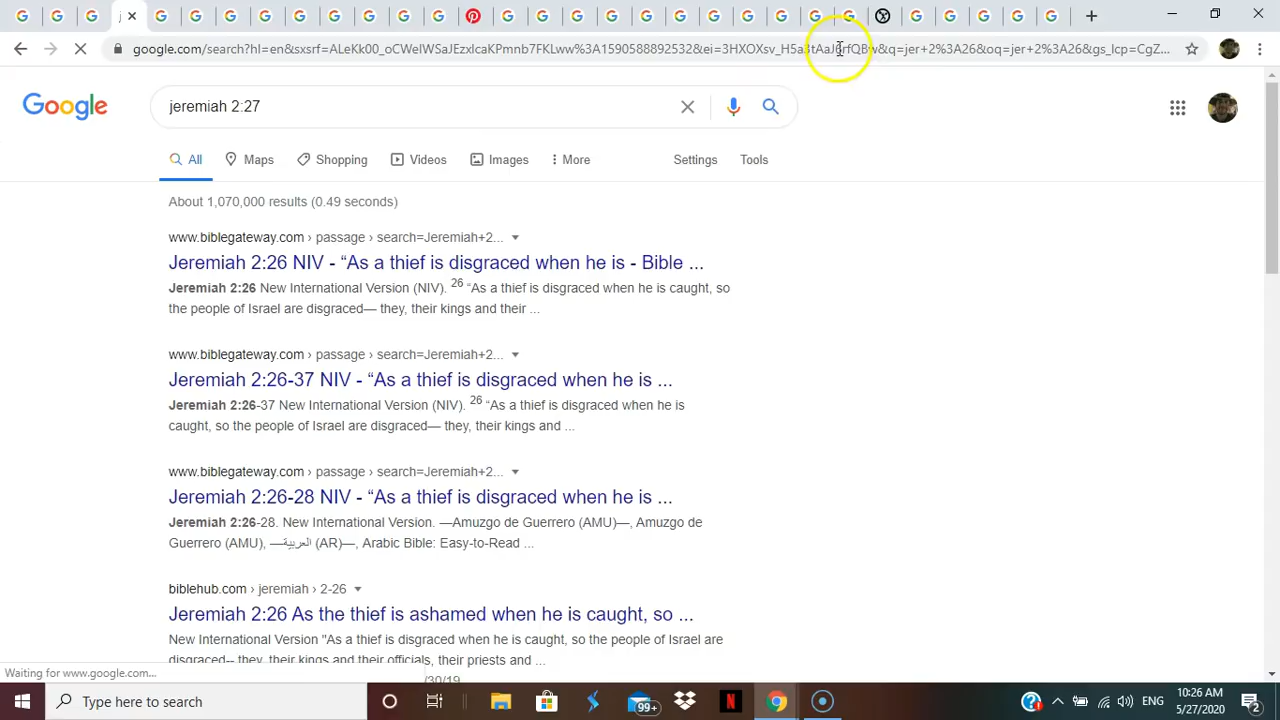 j
google.com/search?hl=en&sxsrf=ALeKk00_oCWeIWSaJEzxlcaKPmnb7FKLww%3A1590588892532&ei=3HXOXsv_H5a3tAaJ6rfQBw&q=jer+2%3A26&oq=jer+2%3A26&gs_lcp=CgZ...
Google
jeremiah 2:27
All Maps Shopping Videos Images More Settings Tools
About 1,070,000 results (0.49 seconds)
www.biblegateway.com › passage › search=Jeremiah+2...
Jeremiah 2:26 NIV - “As a thief is disgraced when he is - Bible ...
Jeremiah 2:26 New International Version (NIV). 26 “As a thief is disgraced when he is caught, so
the people of Israel are disgraced— they, their kings and their ...
www.biblegateway.com › passage › search=Jeremiah+2...
Jeremiah 2:26-37 NIV - “As a thief is disgraced when he is ...
Jeremiah 2:26-37 New International Version (NIV). 26 “As a thief is disgraced when he is
caught, so the people of Israel are disgraced— they, their kings and ...
www.biblegateway.com › passage › search=Jeremiah+2...
Jeremiah 2:26-28 NIV - “As a thief is disgraced when he is ...
Jeremiah 2:26-28. New International Version. —Amuzgo de Guerrero (AMU)—, Amuzgo de
Guerrero (AMU), —العربية (AR)—, Arabic Bible: Easy-to-Read ...
biblehub.com › jeremiah › 2-26
Jeremiah 2:26 As the thief is ashamed when he is caught, so ...
New International Version "As a thief is disgraced when he is caught, so the people of Israel are
disgraced-- they, their kings and their officials, their priests and ...
Waiting for www.google.com...
/30/19
Type here to search
99+
N
ENG
10:26 AM
5/27/2020
2